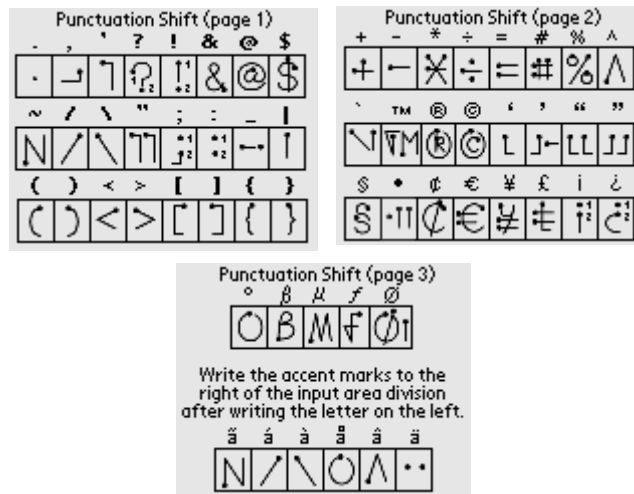 Punctuation Shift (page 1)
. , ' ? ! & @ $
~ / \ " ; : _ |
( ) < > [ ] { }
Punctuation Shift (page 2)
+ - * ÷ = # % ^
` ™ ® © ‘ ’ “ ”
§ • ¢ € ¥ £ ¡ ¿
Punctuation Shift (page 3)
° β µ ƒ Ø
Write the accent marks to the
right of the input area division
after writing the letter on the left.
ã á à å â ä